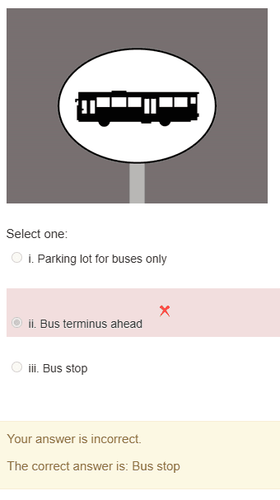 Select one:
i. Parking lot for buses only
ii. Bus terminus ahead
iii. Bus stop
Your answer is incorrect.
The correct answer is: Bus stop